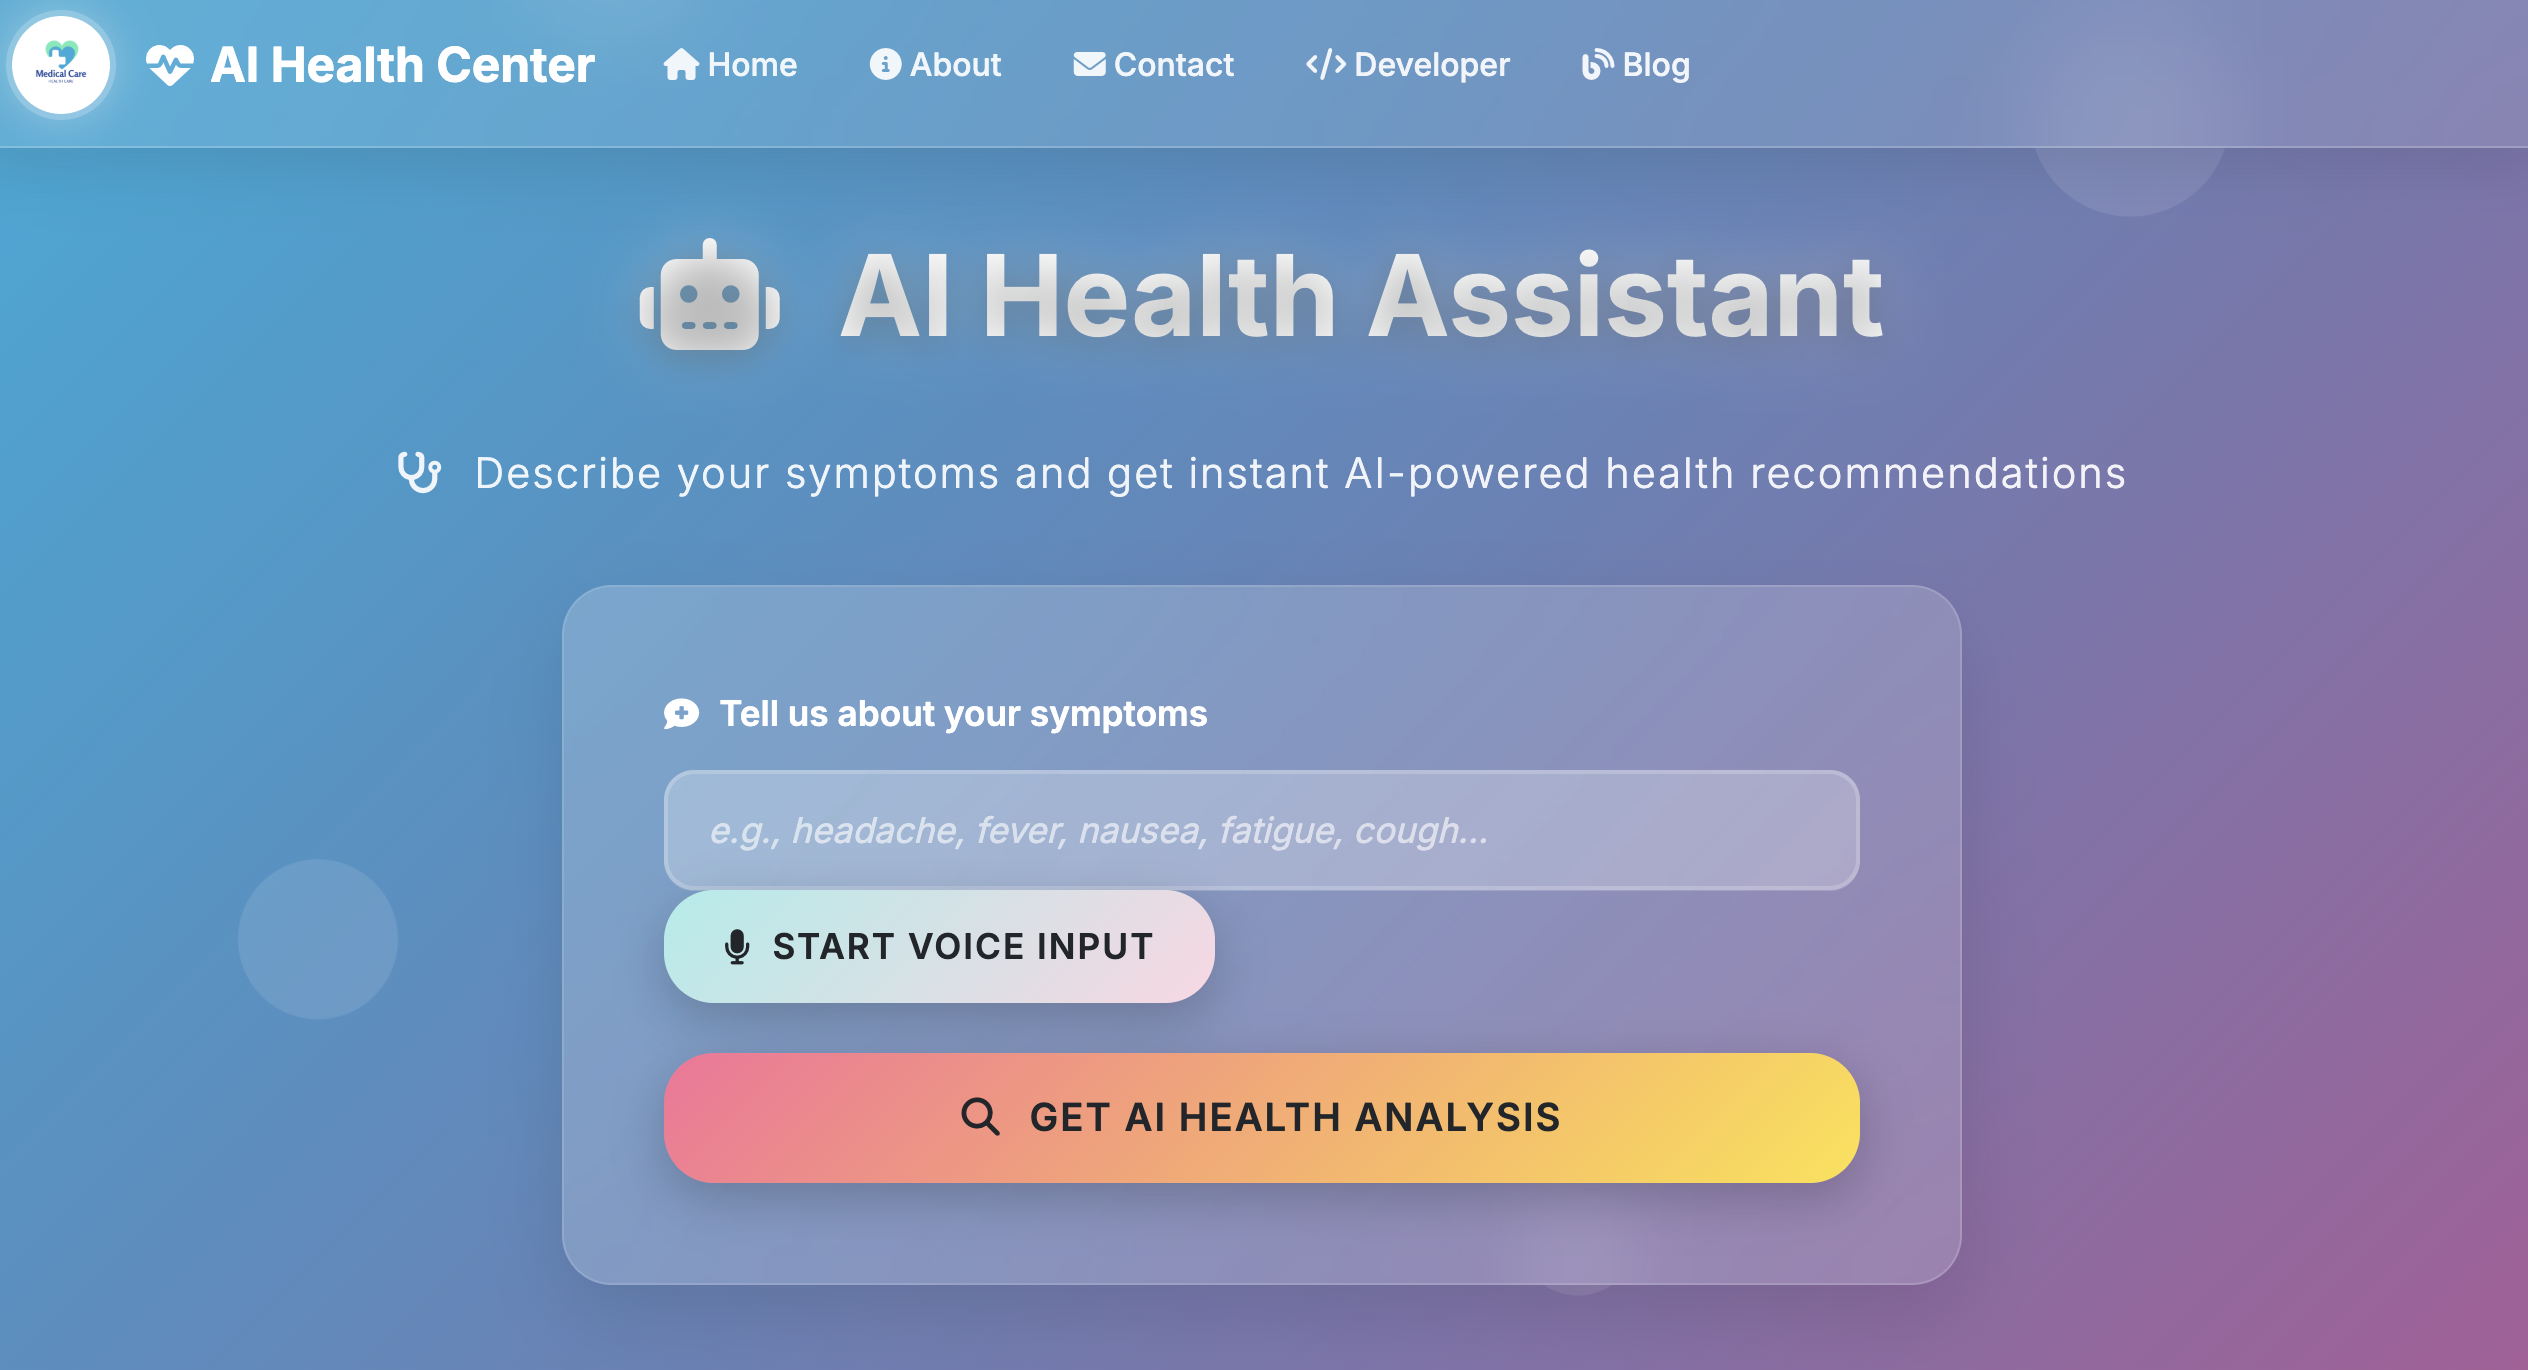 Medical Care
HEALTH CARE
AI Health Center
Home
About
Contact
Developer
Blog
AI Health Assistant
Describe your symptoms and get instant AI-powered health recommendations
Tell us about your symptoms
e.g., headache, fever, nausea, fatigue, cough...
START VOICE INPUT
GET AI HEALTH ANALYSIS